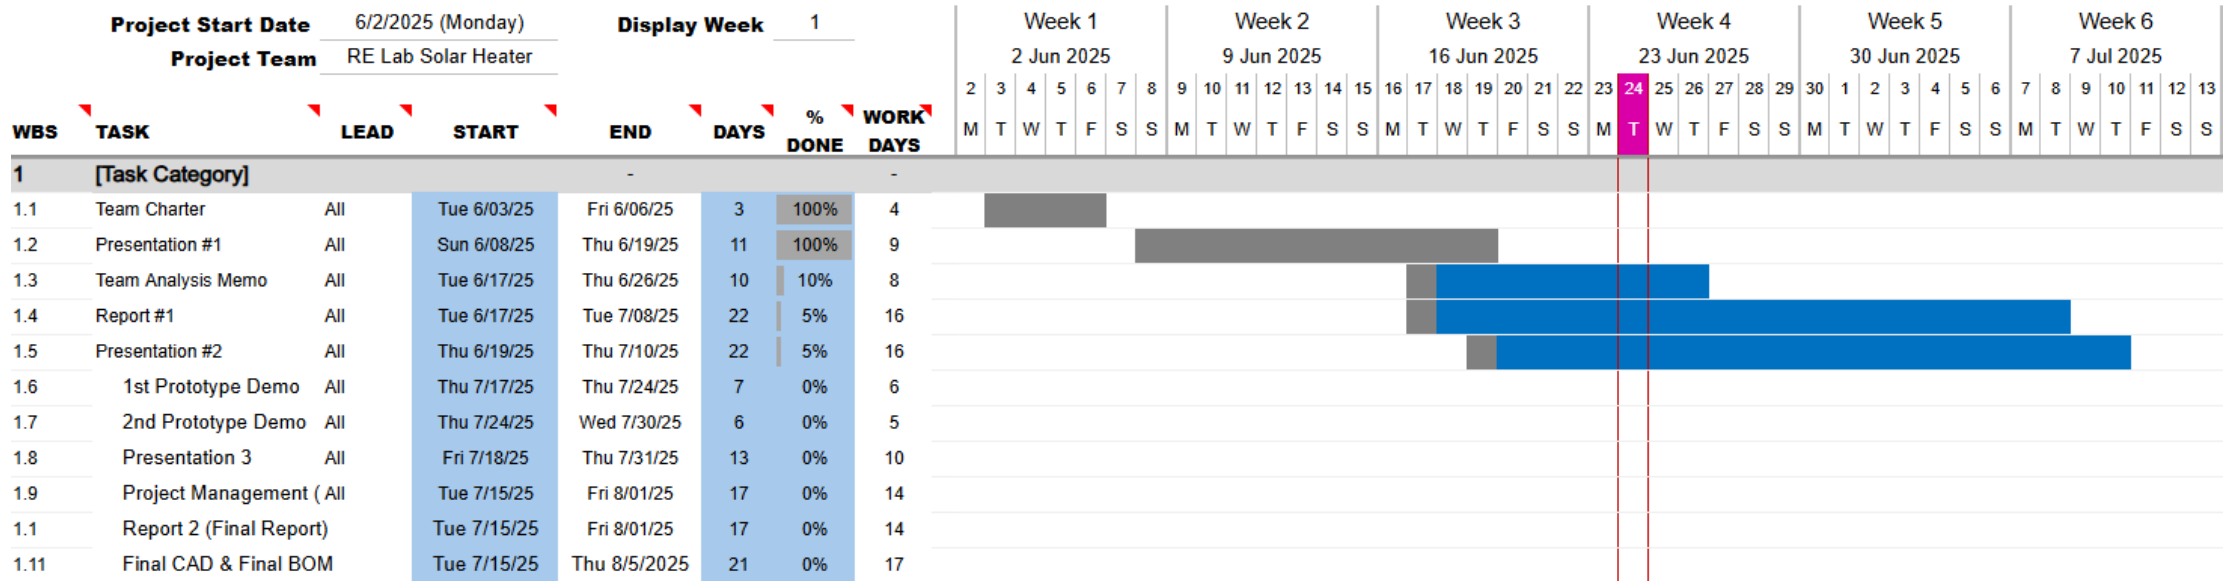 Project Start Date 6/2/2025 (Monday) Display Week 1 Week 1 Week 2 Week 3 Week 4 Week 5 Week 6
Project Team RE Lab Solar Heater 2 Jun 2025 9 Jun 2025 16 Jun 2025 23 Jun 2025 30 Jun 2025 7 Jul 2025
2 3 4 5 6 7 8 9 10 11 12 13 14 15 16 17 18 19 20 21 22 23 24 25 26 27 28 29 30 1 2 3 4 5 6 7 8 9 10 11 12 13
WBS TASK LEAD START END DAYS % DONE WORK DAYS M T W T F S S M T W T F S S M T W T F S S M T W T F S S M T W T F S S M T W T F S S
1 [Task Category] - -
1.1 Team Charter All Tue 6/03/25 Fri 6/06/25 3 100% 4
1.2 Presentation #1 All Sun 6/08/25 Thu 6/19/25 11 100% 9
1.3 Team Analysis Memo All Tue 6/17/25 Thu 6/26/25 10 10% 8
1.4 Report #1 All Tue 6/17/25 Tue 7/08/25 22 5% 16
1.5 Presentation #2 All Thu 6/19/25 Thu 7/10/25 22 5% 16
1.6 1st Prototype Demo All Thu 7/17/25 Thu 7/24/25 7 0% 6
1.7 2nd Prototype Demo All Thu 7/24/25 Wed 7/30/25 6 0% 5
1.8 Presentation 3 All Fri 7/18/25 Thu 7/31/25 13 0% 10
1.9 Project Management ( All Tue 7/15/25 Fri 8/01/25 17 0% 14
1.1 Report 2 (Final Report) Tue 7/15/25 Fri 8/01/25 17 0% 14
1.11 Final CAD & Final BOM Tue 7/15/25 Thu 8/5/2025 21 0% 17